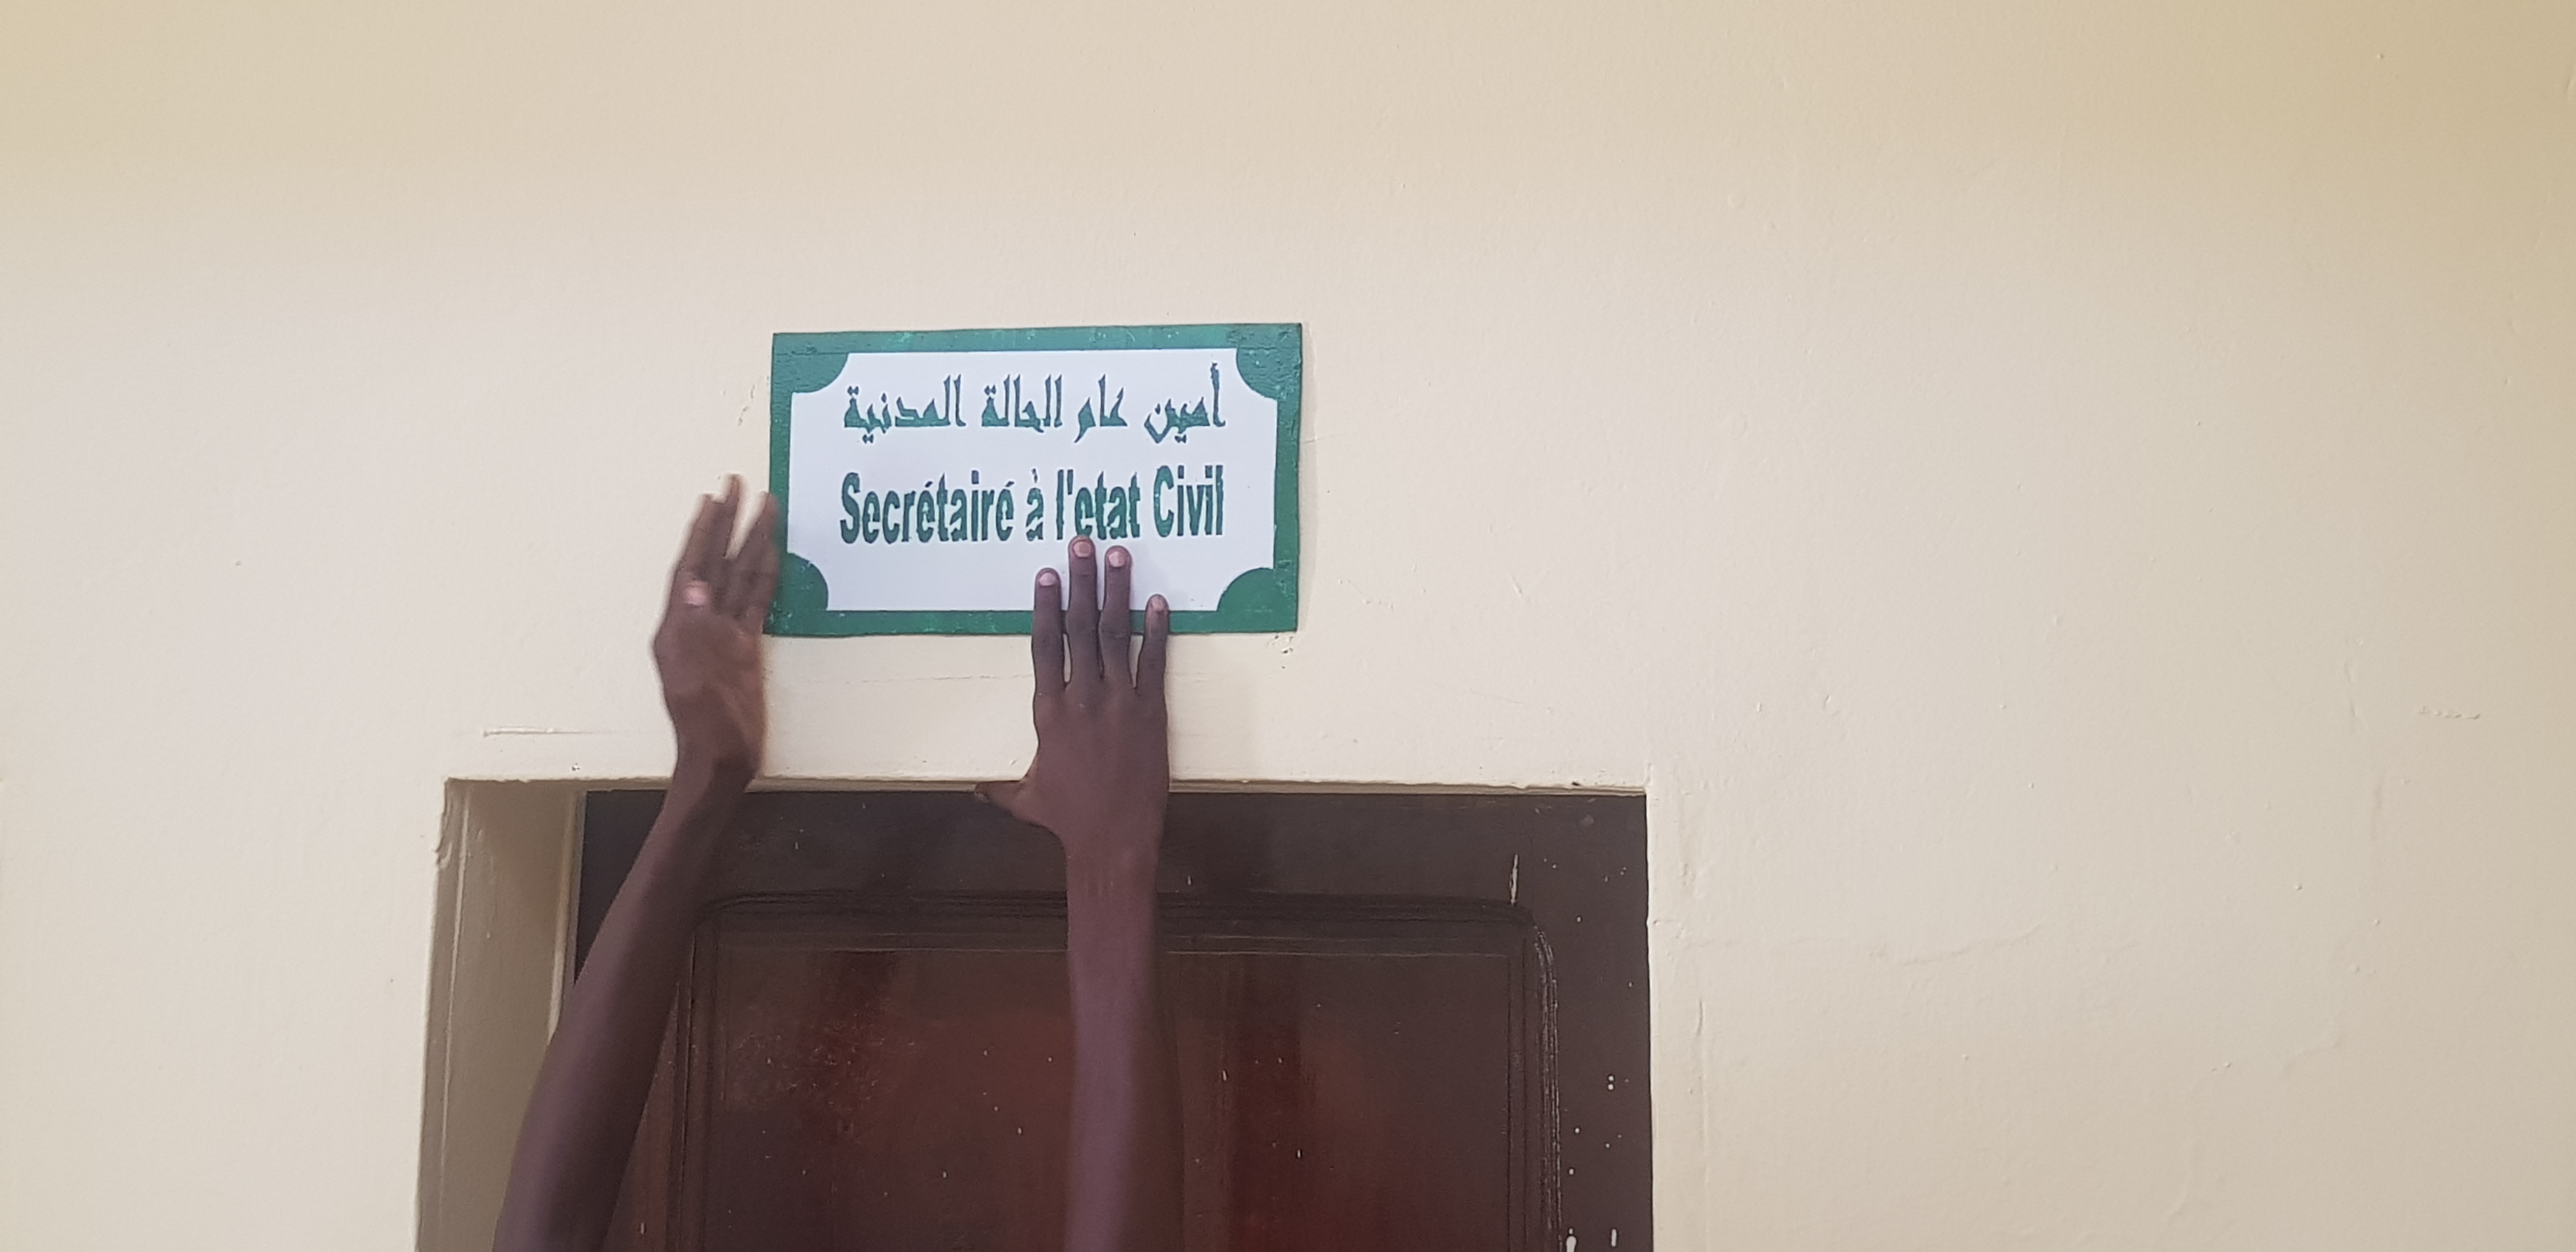 أمين عام الحالة المدنية
Secrétairé à l'etat Civil